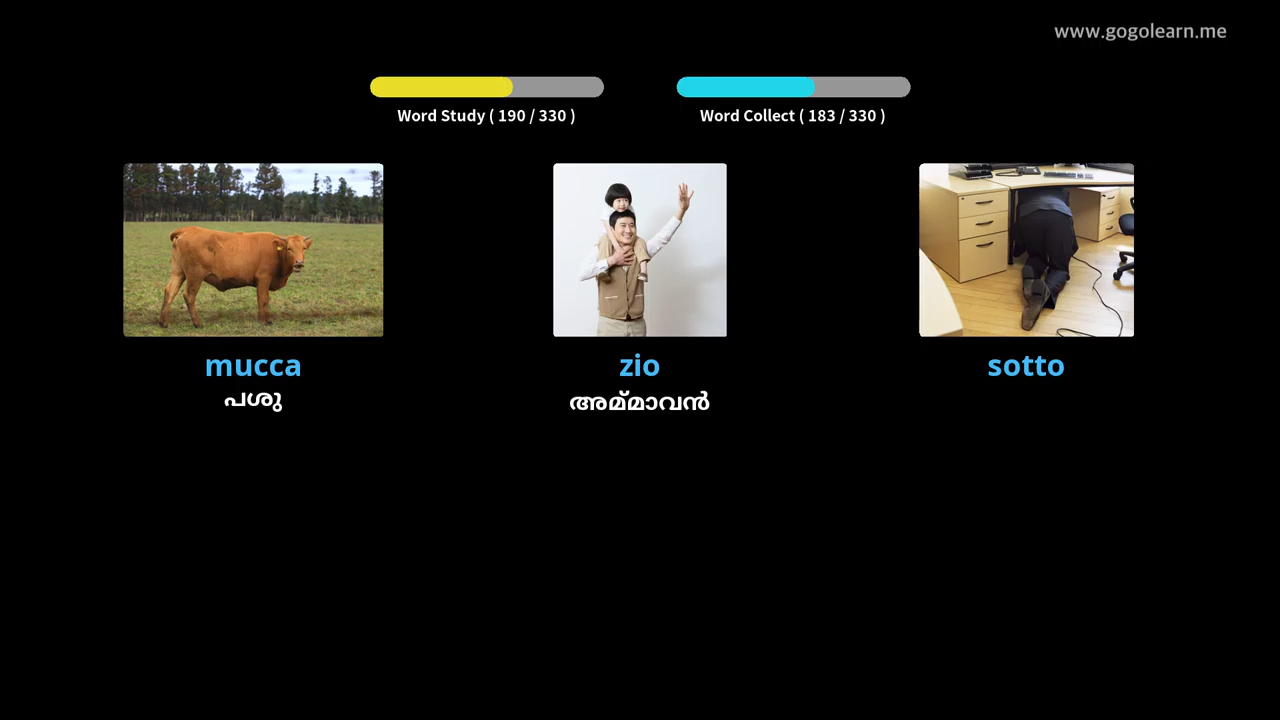 www.gogolearn.me
Word Study ( 190 / 330 )
Word Collect ( 183 / 330 )
mucca
പശു
zio
അമ്മാവൻ
sotto